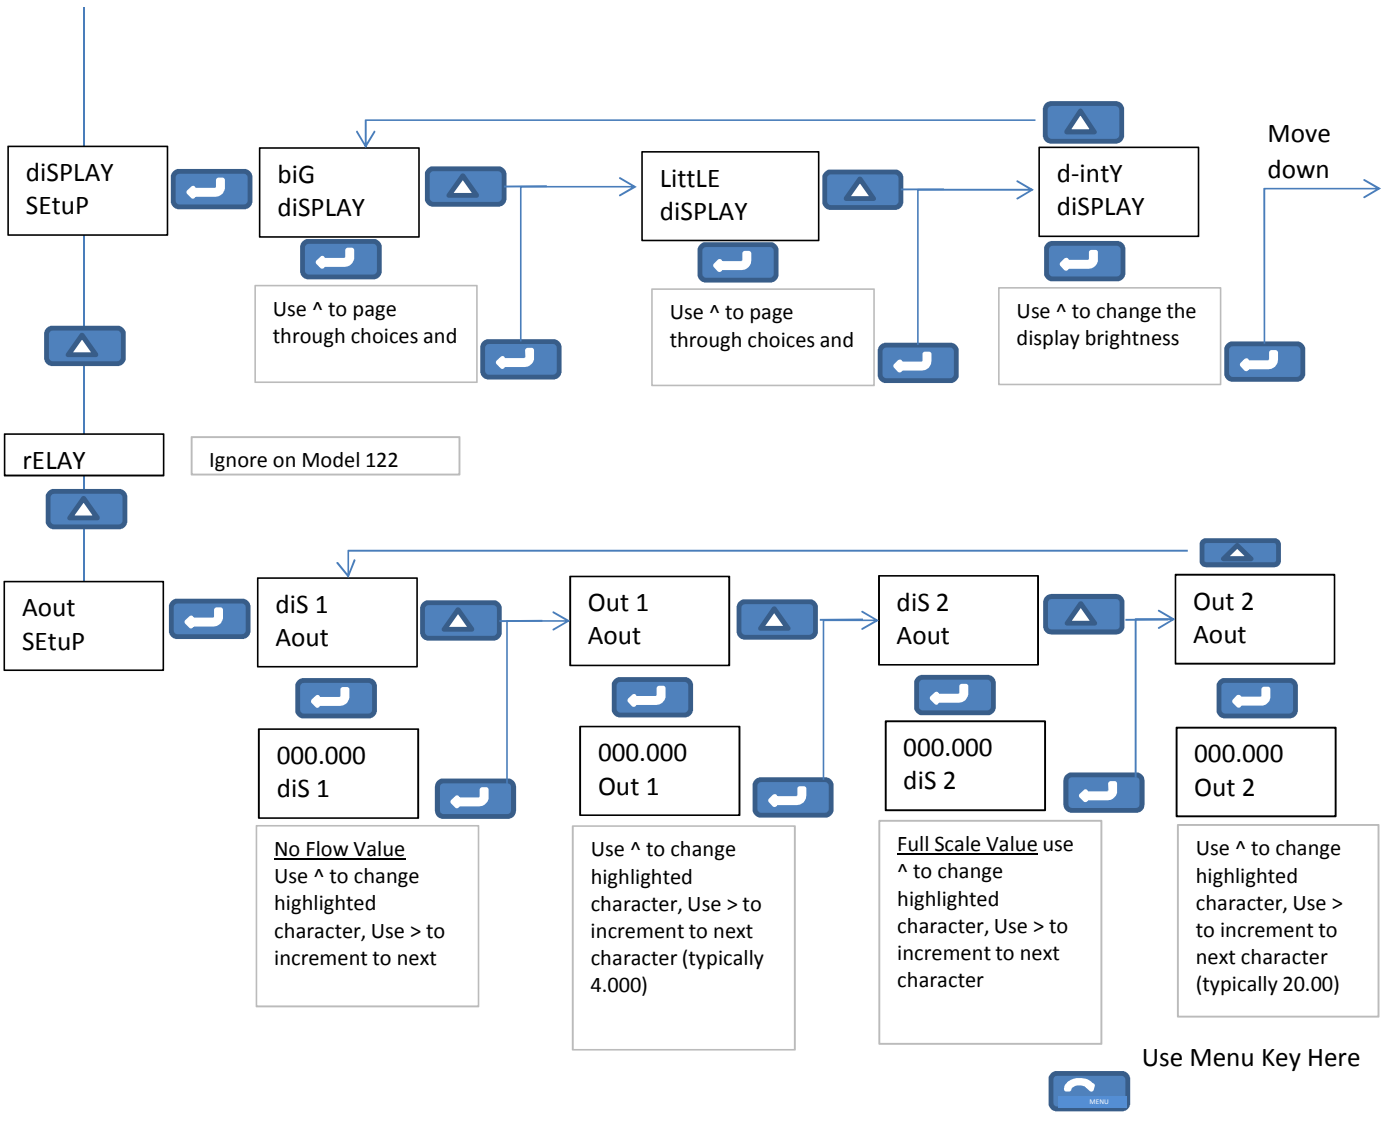 Move
down
diSPLAY
SEtuP
biG
diSPLAY
LittLE
diSPLAY
d-intY
diSPLAY
Use ^ to page
through choices and
Use ^ to page
through choices and
Use ^ to change the
display brightness
rELAY
Ignore on Model 122
Aout
SEtuP
diS 1
Aout
Out 1
Aout
diS 2
Aout
Out 2
Aout
000.000
diS 1
000.000
Out 1
000.000
diS 2
000.000
Out 2
No Flow Value
Use ^ to change
highlighted
character, Use > to
increment to next
Use ^ to change
highlighted
character, Use > to
increment to next
character (typically
4.000)
Full Scale Value use
^ to change
highlighted
character, Use > to
increment to next
character
Use ^ to change
highlighted
character, Use >
to increment to
next character
(typically 20.00)
Use Menu Key Here
MENU